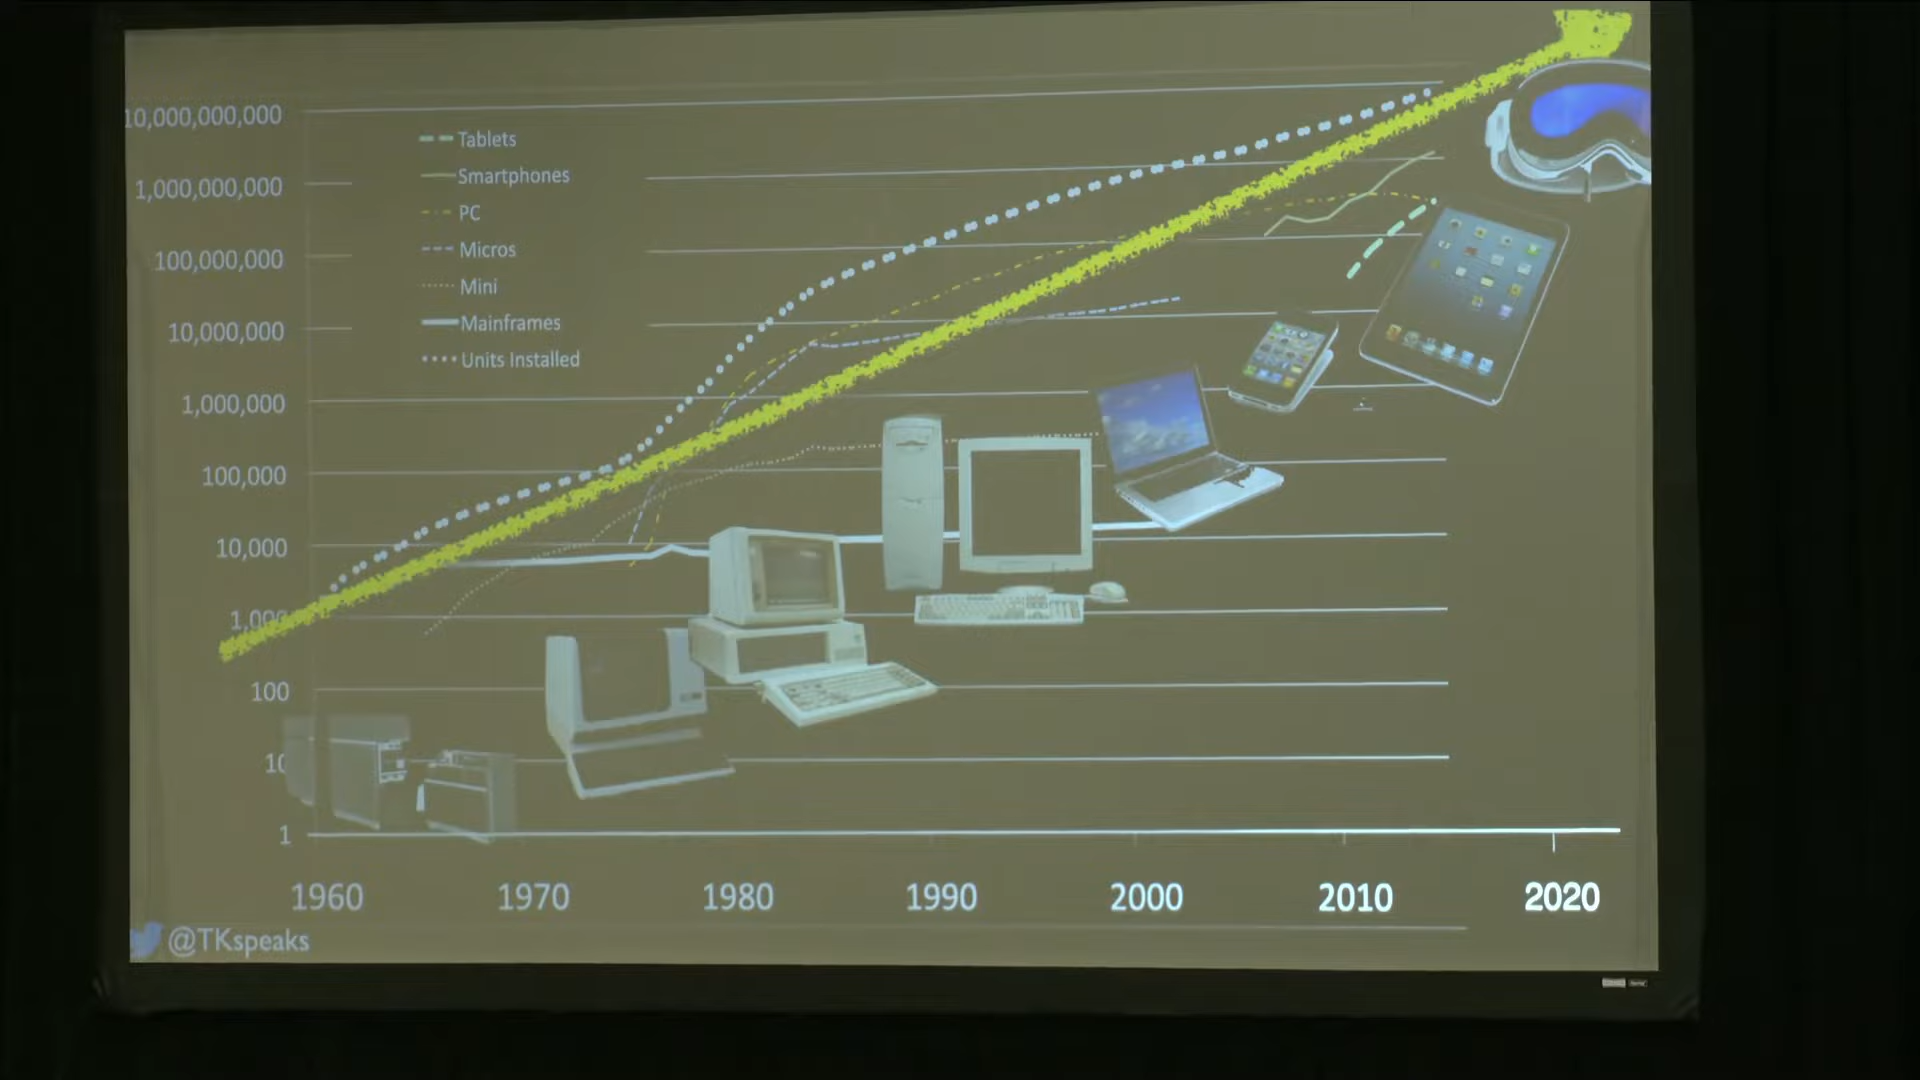 10,000,000,000
1,000,000,000
100,000,000
10,000,000
1,000,000
100,000
10,000
1,000
100
10
1
Tablets
Smartphones
PC
Micros
Mini
Mainframes
Units Installed
1960 1970 1980 1990 2000 2010 2020
@TKspeaks